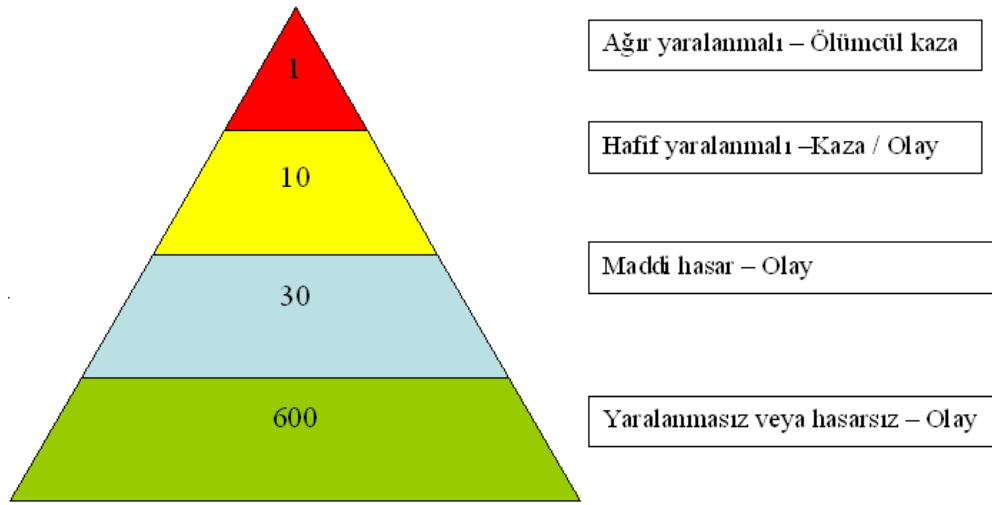 1
Ağır yaralanmalı – Ölümcül kaza
10
Hafif yaralanmalı –Kaza / Olay
30
Maddi hasar – Olay
600
Yaralanmasız veya hasarsız – Olay